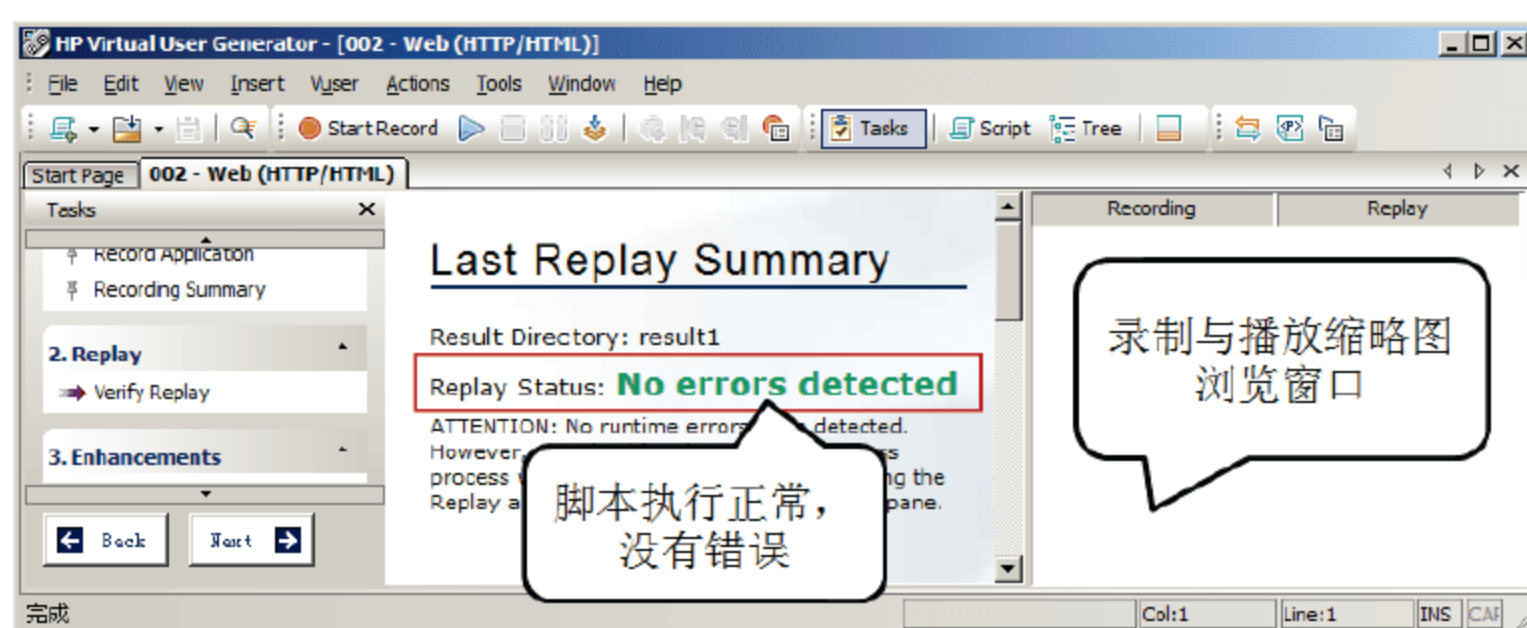 HP Virtual User Generator - [002 - Web (HTTP/HTML)]
File Edit View Insert Vuser Actions Tools Window Help
Start Record Tasks Script Tree
Start Page 002 - Web (HTTP/HTML)
Tasks
Record Application
Recording Summary
2. Replay
Verify Replay
3. Enhancements
Back Next
Last Replay Summary
Result Directory: result1
Replay Status: No errors detected
ATTENTION: No runtime errors detected.
However,
process ng the
Replay a pane.
脚本执行正常，
没有错误
Recording Replay
录制与播放缩略图
浏览窗口
完成 Col:1 Line:1 INS CAF